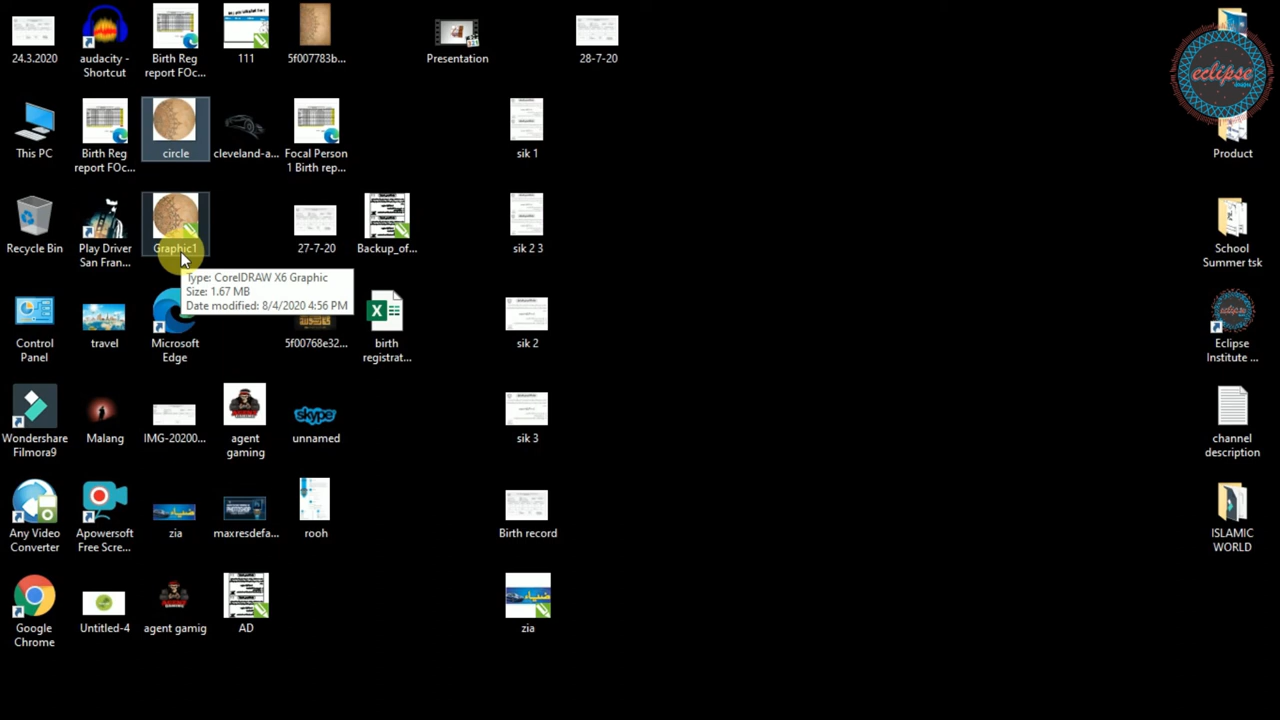 24.3.2020
audacity -
Shortcut
Birth Reg
report FOc...
111
5f007783b...
Presentation
28-7-20
eclipse
This PC
Birth Reg
report FOc...
circle
cleveland-a...
Focal Person
1 Birth rep...
sik 1
Product
Recycle Bin
Play Driver
San Fran...
Graphic1
27-7-20
Backup_of...
sik 2 3
School
Summer tsk
Type: CorelDRAW X6 Graphic
Size: 1.67 MB
Date modified: 8/4/2020 4:56 PM
Control
Panel
travel
Microsoft
Edge
5f00768e32...
birth
registrat...
sik 2
Eclipse
Institute ...
Wondershare
Filmora9
Malang
IMG-20200...
agent
gaming
skype
unnamed
sik 3
channel
description
Any Video
Converter
Apowersoft
Free Scre...
zia
maxresdefa...
rooh
Birth record
ISLAMIC
WORLD
Google
Chrome
Untitled-4
agent gamig
AD
ضیاء
zia